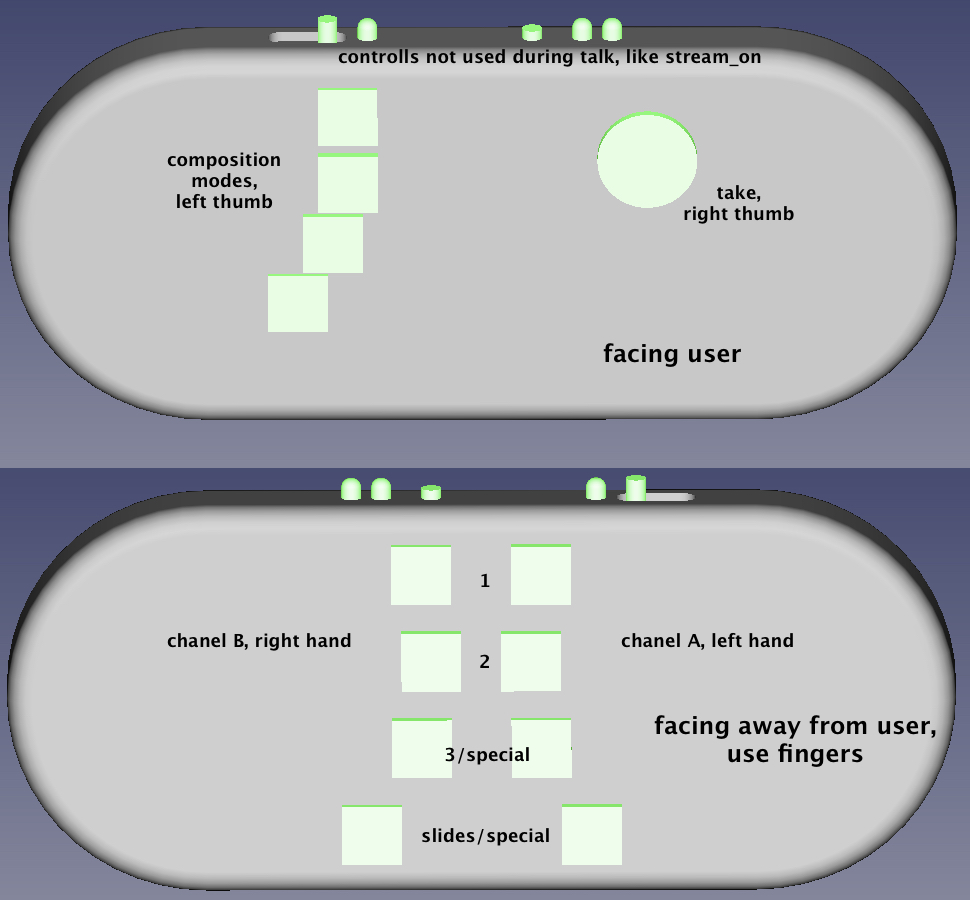 controlls not used during talk, like stream_on
composition
modes,
left thumb
take,
right thumb
facing user
1
chanel B, right hand
chanel A, left hand
2
facing away from user,
use fingers
3/special
slides/special